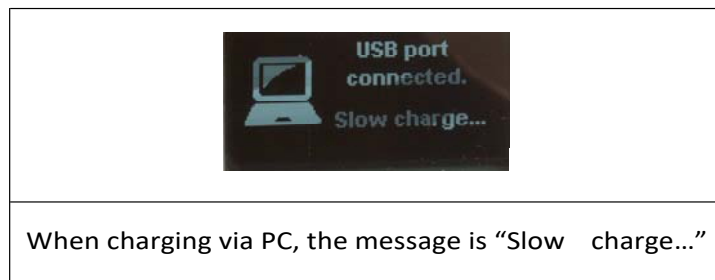 USB port
connected.
Slow charge...
When charging via PC, the message is “Slow charge…”